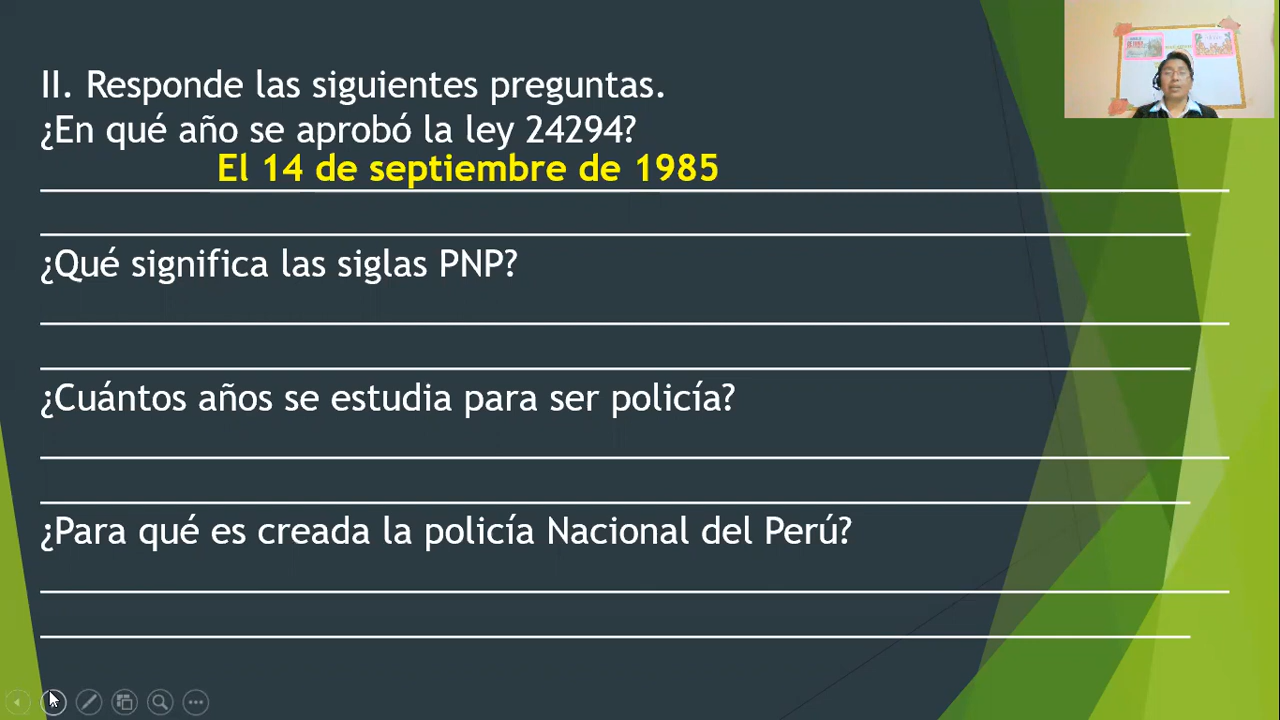 II. Responde las siguientes preguntas.
¿En qué año se aprobó la ley 24294?
El 14 de septiembre de 1985
¿Qué significa las siglas PNP?
¿Cuántos años se estudia para ser policía?
¿Para qué es creada la policía Nacional del Perú?